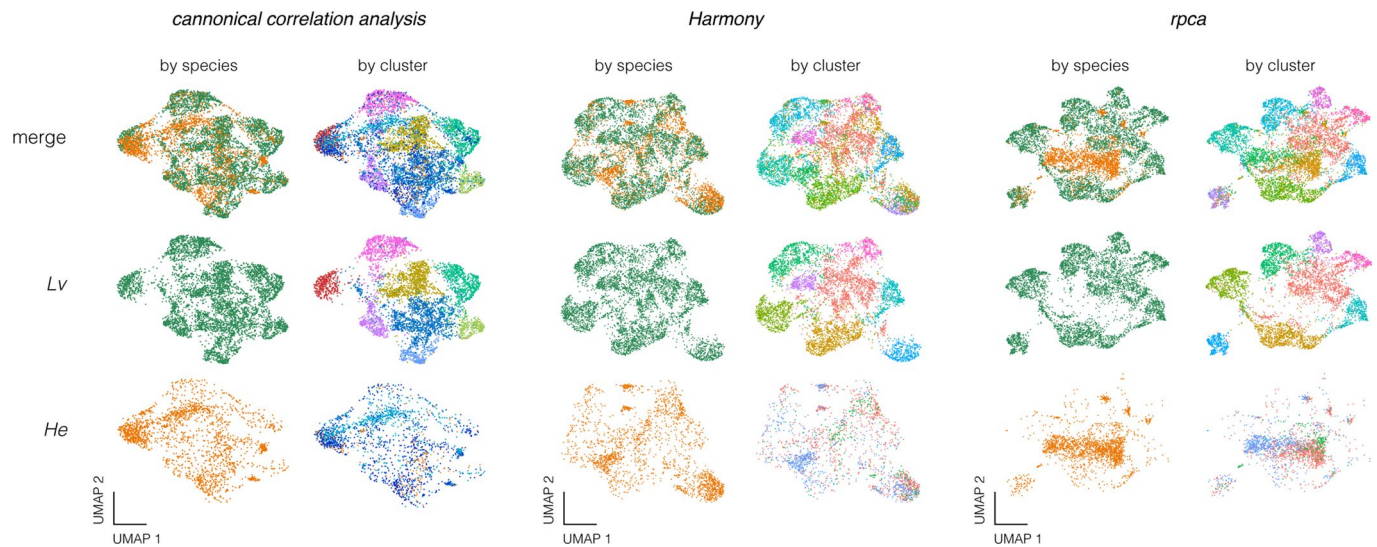 cannonical correlation analysis
Harmony
rpca
by species
by cluster
by species
by cluster
by species
by cluster
merge
Lv
He
UMAP 2
UMAP 1
UMAP 2
UMAP 1
UMAP 2
UMAP 1